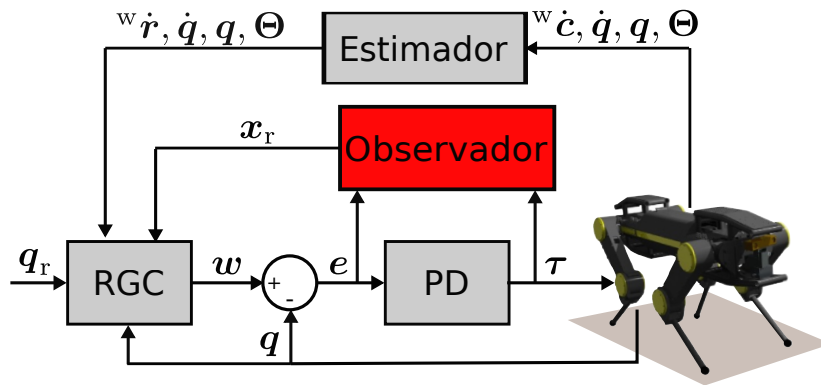 ʷṙ, q̇, q, Θ
Estimador
ʷċ, q̇, q, Θ
xᵣ
Observador
qᵣ
RGC
w
+
-
e
PD
τ
q